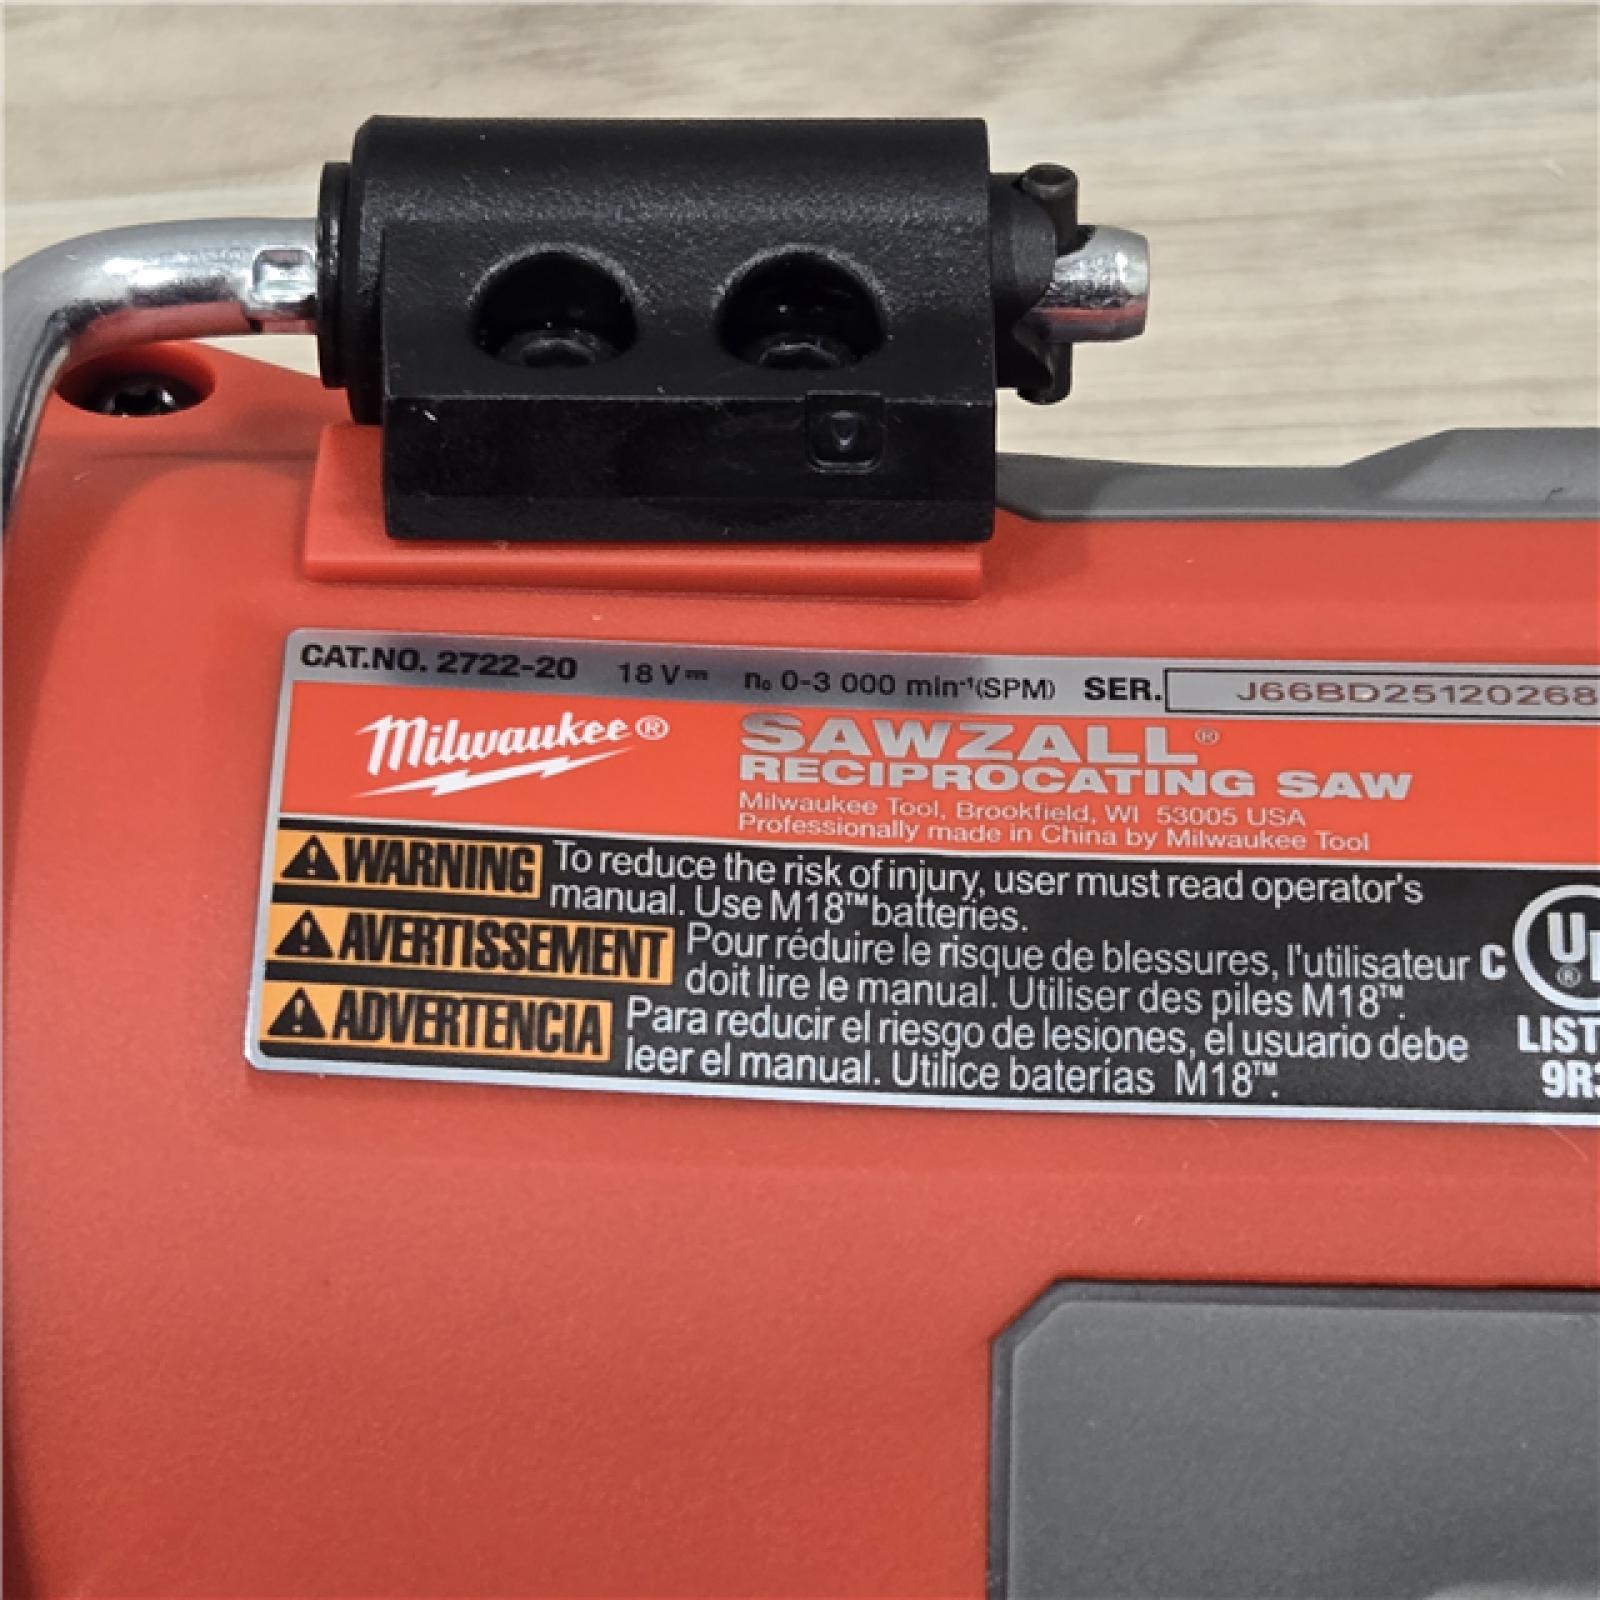 CAT.NO. 2722-20 18 V⎓ n₀ 0-3 000 min⁻¹(SPM) SER. J66BD25120268
Milwaukee®
SAWZALL®
RECIPROCATING SAW
Milwaukee Tool, Brookfield, WI 53005 USA
Professionally made in China by Milwaukee Tool
WARNING To reduce the risk of injury, user must read operator's
manual. Use M18™ batteries.
AVERTISSEMENT Pour réduire le risque de blessures, l'utilisateur
doit lire le manual. Utiliser des piles M18™.
ADVERTENCIA Para reducir el riesgo de lesiones, el usuario debe
leer el manual. Utilice baterías M18™.
C